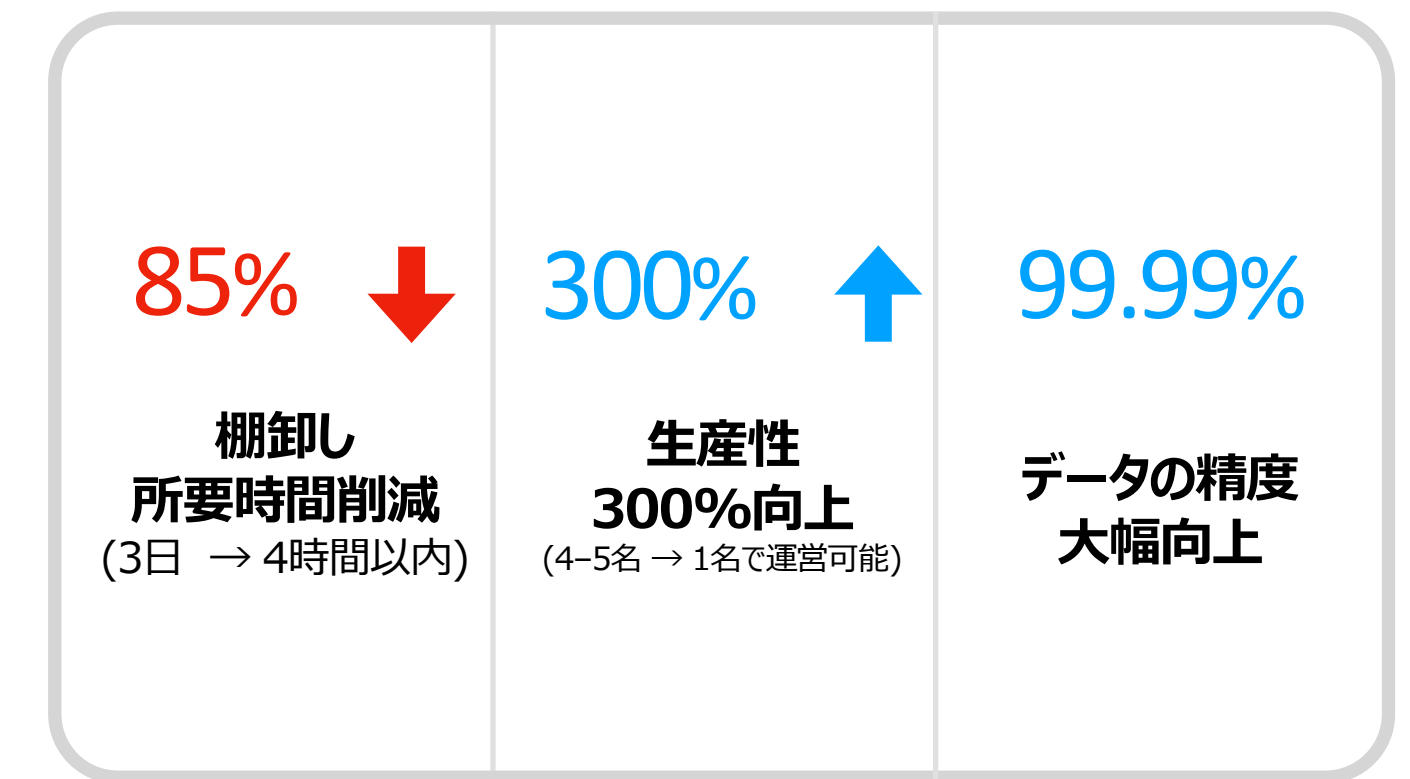 85%
棚卸し
所要時間削減
(3日 → 4時間以内)
300%
生産性
300%向上
(4–5名 → 1名で運営可能)
99.99%
データの精度
大幅向上